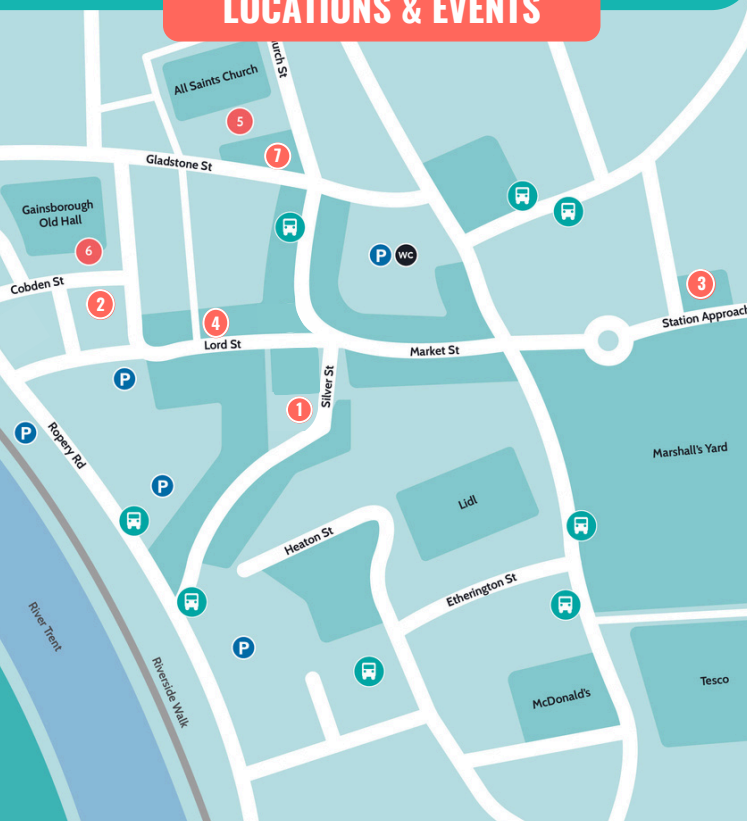 LOCATIONS & EVENTS
All Saints Church
5
7
Gladstone St
Gainsborough
Old Hall
6
P
WC
Cobden St
2
3
Station Approach
4
Lord St
Market St
P
Silver St
1
P
Ropery Rd
Marshall's Yard
P
Lidl
Heaton St
Etherington St
River Trent
P
Riverside Walk
McDonald's
Tesco